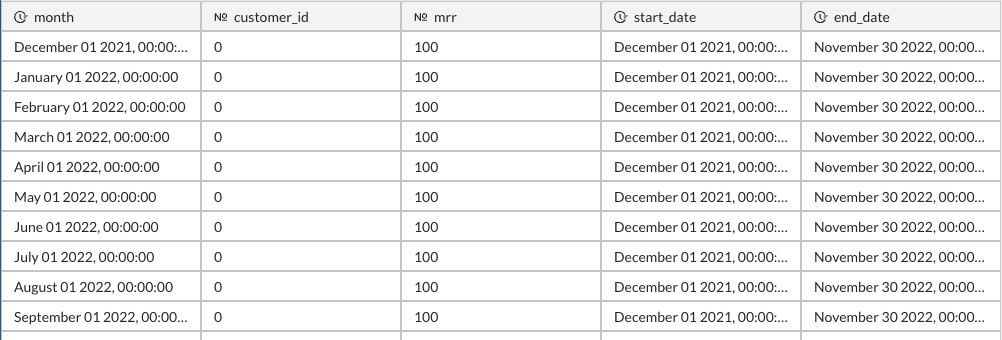 month № customer_id № mrr start_date end_date
December 01 2021, 00:00:... 0 100 December 01 2021, 00:00:... November 30 2022, 00:00...
January 01 2022, 00:00:00 0 100 December 01 2021, 00:00:... November 30 2022, 00:00...
February 01 2022, 00:00:00 0 100 December 01 2021, 00:00:... November 30 2022, 00:00...
March 01 2022, 00:00:00 0 100 December 01 2021, 00:00:... November 30 2022, 00:00...
April 01 2022, 00:00:00 0 100 December 01 2021, 00:00:... November 30 2022, 00:00...
May 01 2022, 00:00:00 0 100 December 01 2021, 00:00:... November 30 2022, 00:00...
June 01 2022, 00:00:00 0 100 December 01 2021, 00:00:... November 30 2022, 00:00...
July 01 2022, 00:00:00 0 100 December 01 2021, 00:00:... November 30 2022, 00:00...
August 01 2022, 00:00:00 0 100 December 01 2021, 00:00:... November 30 2022, 00:00...
September 01 2022, 00:00... 0 100 December 01 2021, 00:00:... November 30 2022, 00:00...